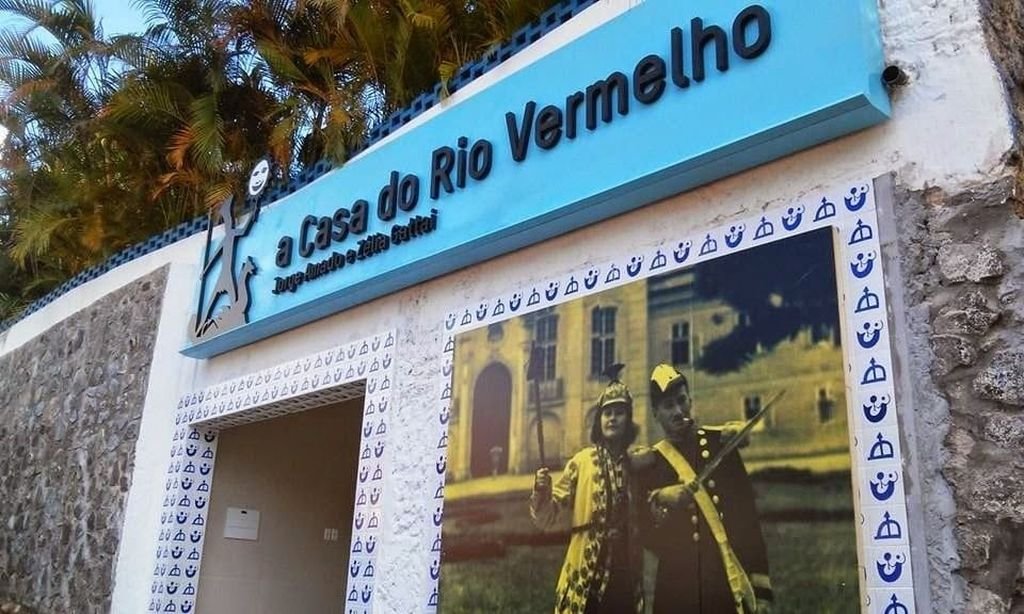 a Casa do Rio Vermelho
Jorge Amado e Zélia Gattai